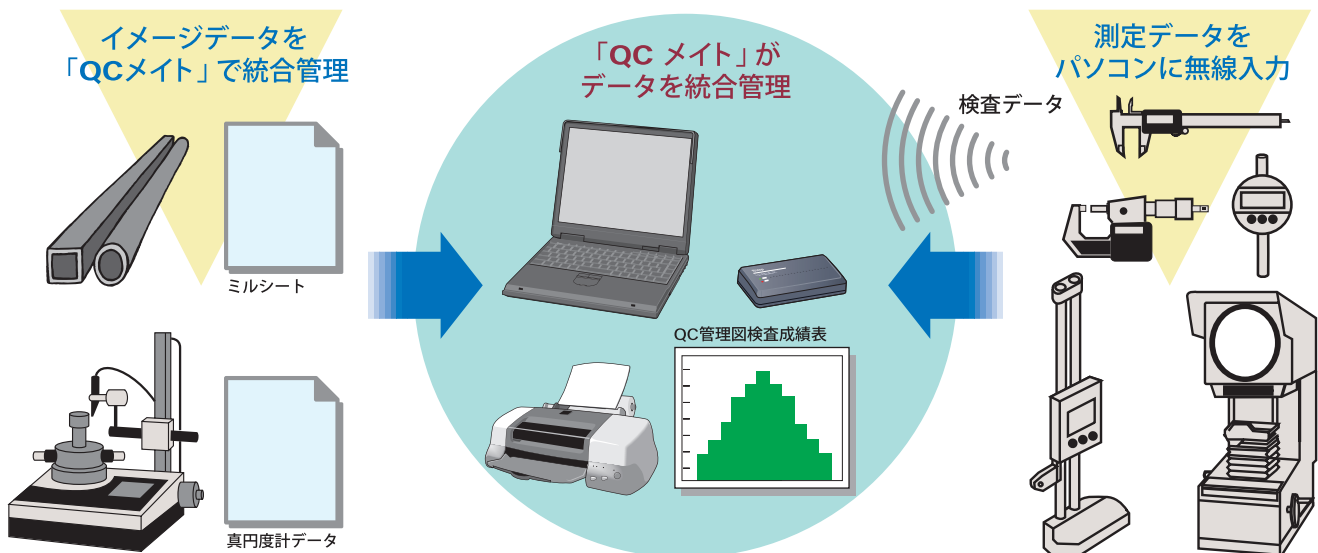 イメージデータを
「QCメイト」で統合管理
ミルシート
真円度計データ
「QC メイト」が
データを統合管理
QC管理図検査成績表
測定データを
パソコンに無線入力
検査データ